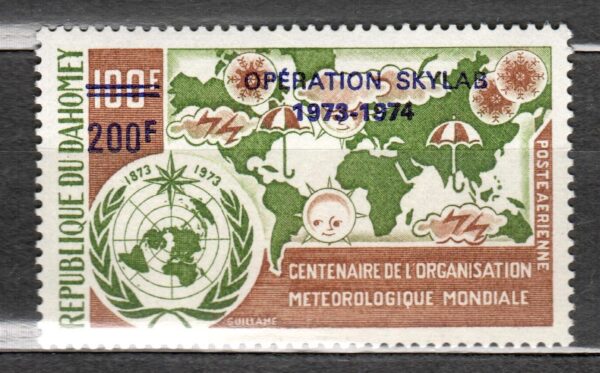 REPUBLIQUE DU DAHOMEY
100F
200F
OPÉRATION SKYLAB
1973-1974
1873 1973
POSTE AERIENNE
CENTENAIRE DE L'ORGANISATION
METEOROLOGIQUE MONDIALE
GUILLAME